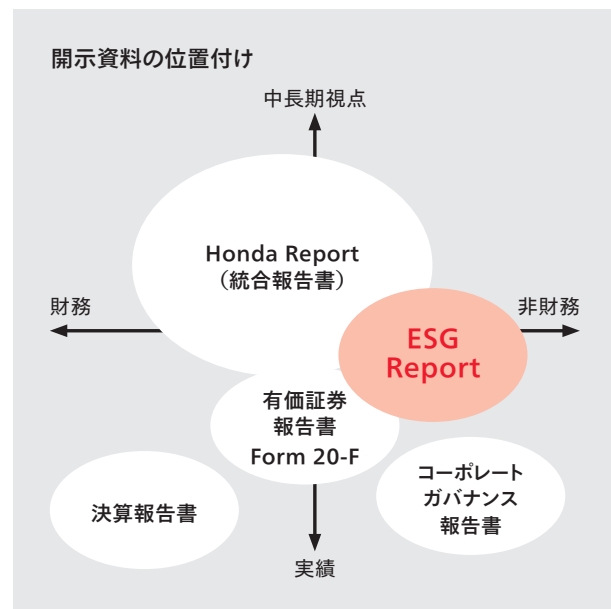 開示資料の位置付け
中長期視点
Honda Report
（統合報告書）
財務
非財務
ESG
Report
有価証券
報告書
Form 20-F
決算報告書
コーポレート
ガバナンス
報告書
実績